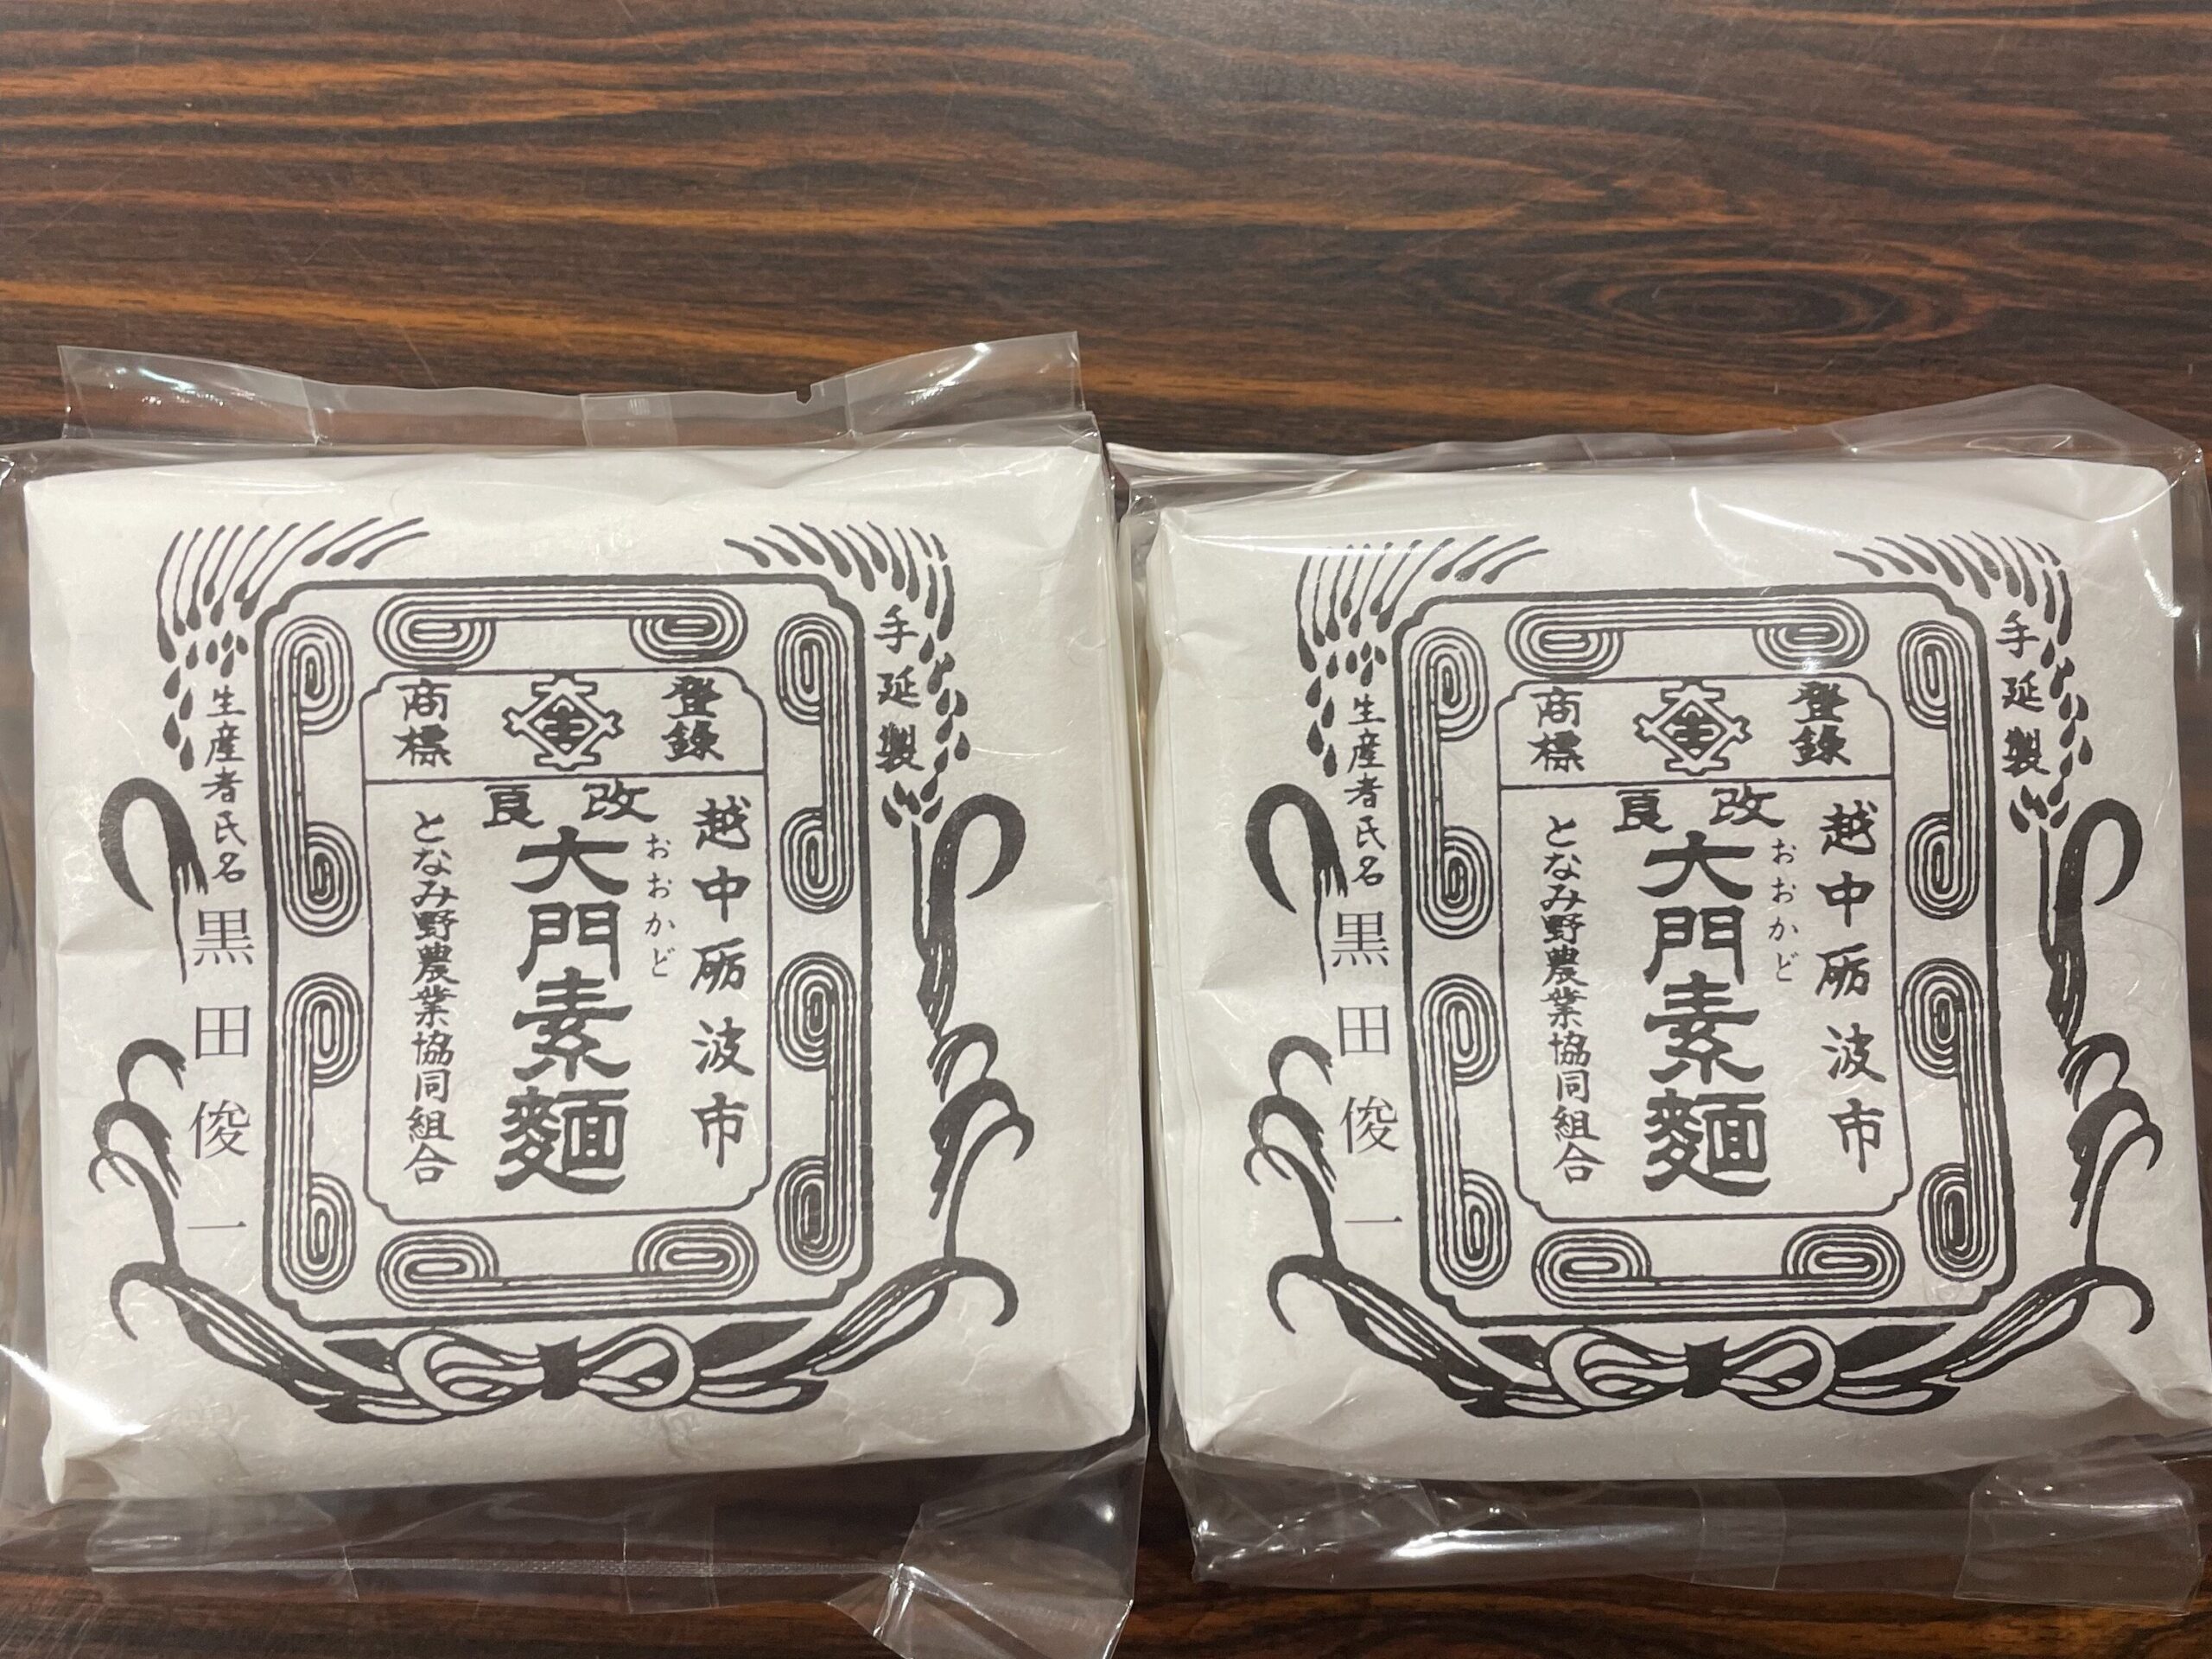 手延製
登録
商標
改良
越中砺波市
おおかど
大門素麺
となみ野農業協同組合
生産者氏名 黒田俊一
手延製
登録
商標
改良
越中砺波市
おおかど
大門素麺
となみ野農業協同組合
生産者氏名 黒田俊一